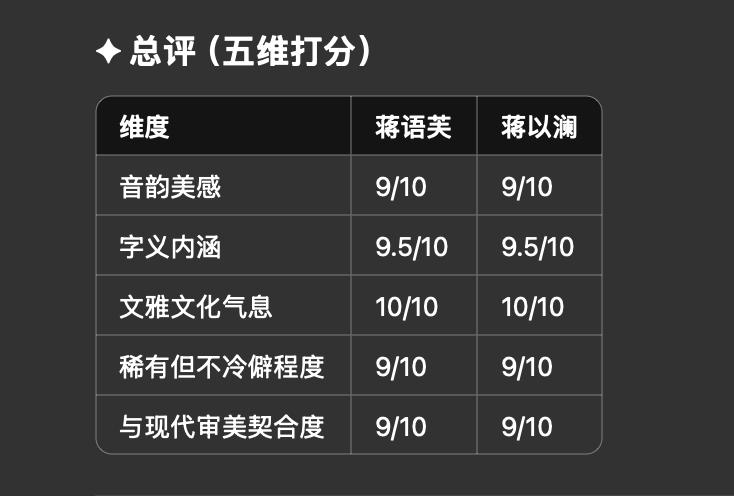 ✦ 总评（五维打分）
维度 蒋语芙 蒋以澜
音韵美感 9/10 9/10
字义内涵 9.5/10 9.5/10
文雅文化气息 10/10 10/10
稀有但不冷僻程度 9/10 9/10
与现代审美契合度 9/10 9/10